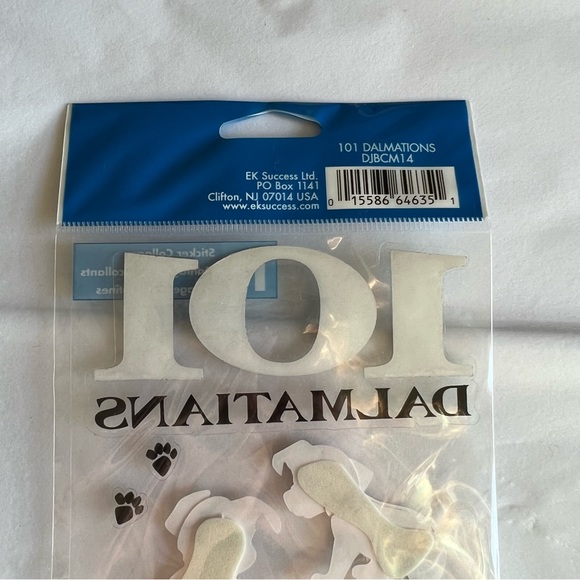 101 DALMATIONS
DJBCM14
EK Success Ltd.
PO Box 1141
Clifton, NJ 07014 USA
www.eksuccess.com
0 15586 64635 1
Sticker
101
DALMATIANS